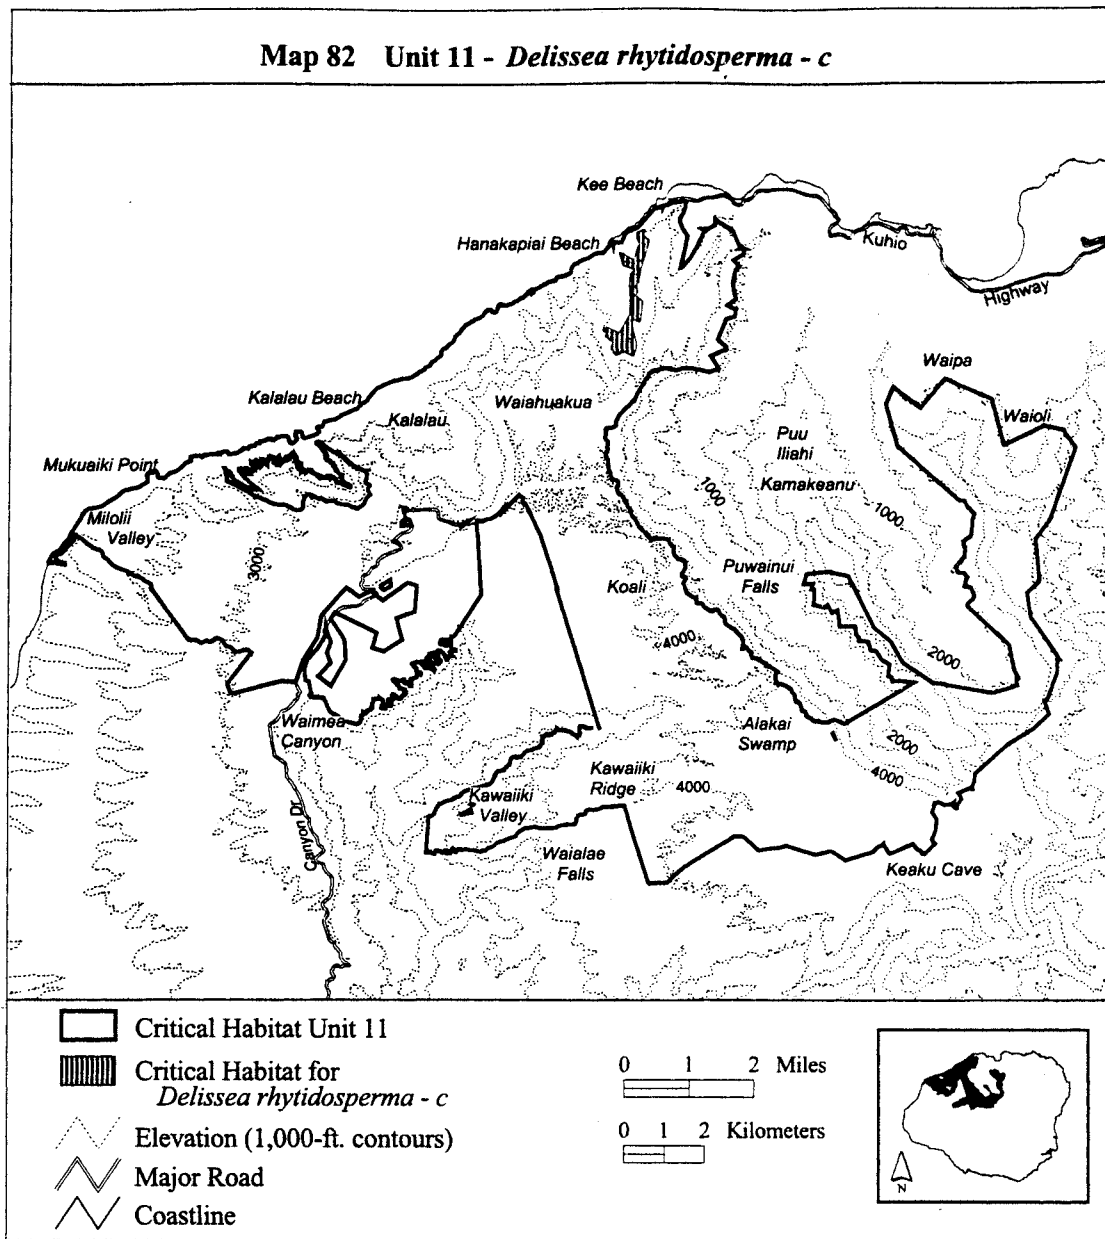 Map 82 Unit 11 - Delissea rhytidosperma - c
Kee Beach
Hanakapiai Beach
Kuhio
Highway
Waipa
Kalalau Beach
Kalalau
Waiahuakua
Waioli
Puu
Iliahi
Mukuaiki Point
Kamakeanu
1000
1000
Milolii
Valley
3000
Puwainui
Falls
Koali
4000
2000
Waimea
Canyon
Alakai
Swamp
2000
Kawaiiki
Ridge
4000
4000
Kawaiiki
Valley
Canyon Dr
Waialae
Falls
Keaku Cave
Critical Habitat Unit 11
Critical Habitat for
Delissea rhytidosperma - c
Elevation (1,000-ft. contours)
Major Road
Coastline
0 1 2 Miles
0 1 2 Kilometers
N